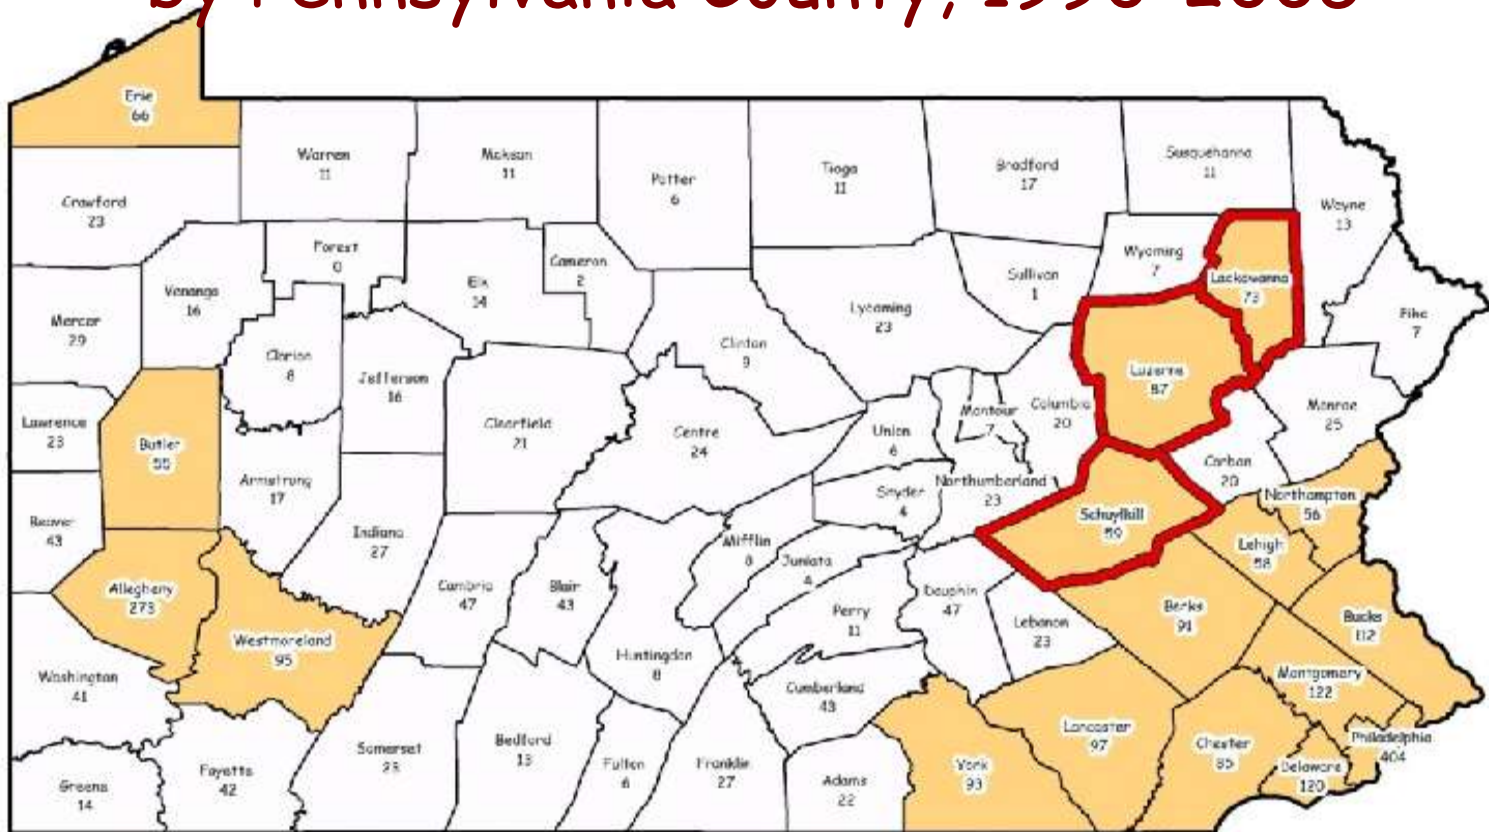 by Pennsylvania County, 1996-2006
Erie
66
Warren
11
McKean
11
Potter
6
Tioga
11
Bradford
17
Susquehanna
11
Wayne
13
Crawford
23
Forest
0
Cameron
2
Wyoming
7
Lackawanna
73
Venango
16
Elk
14
Sullivan
1
Mercer
29
Lycoming
23
Pike
7
Clarion
8
Clinton
9
Luzerne
87
Jefferson
16
Monroe
25
Lawrence
23
Butler
55
Clearfield
21
Centre
24
Union
6
Montour
7
Columbia
20
Carbon
20
Armstrong
17
Snyder
4
Northumberland
23
Northampton
56
Beaver
43
Indiana
27
Mifflin
8
Schuylkill
59
Lehigh
58
Juniata
4
Allegheny
273
Cambria
47
Blair
43
Dauphin
47
Perry
11
Lebanon
23
Berks
91
Bucks
112
Westmoreland
95
Huntingdon
8
Washington
41
Cumberland
43
Montgomery
122
Somerset
23
Bedford
13
Lancaster
97
Chester
85
Philadelphia
404
Greene
14
Fayette
42
Fulton
6
Franklin
27
Adams
22
York
93
Delaware
120